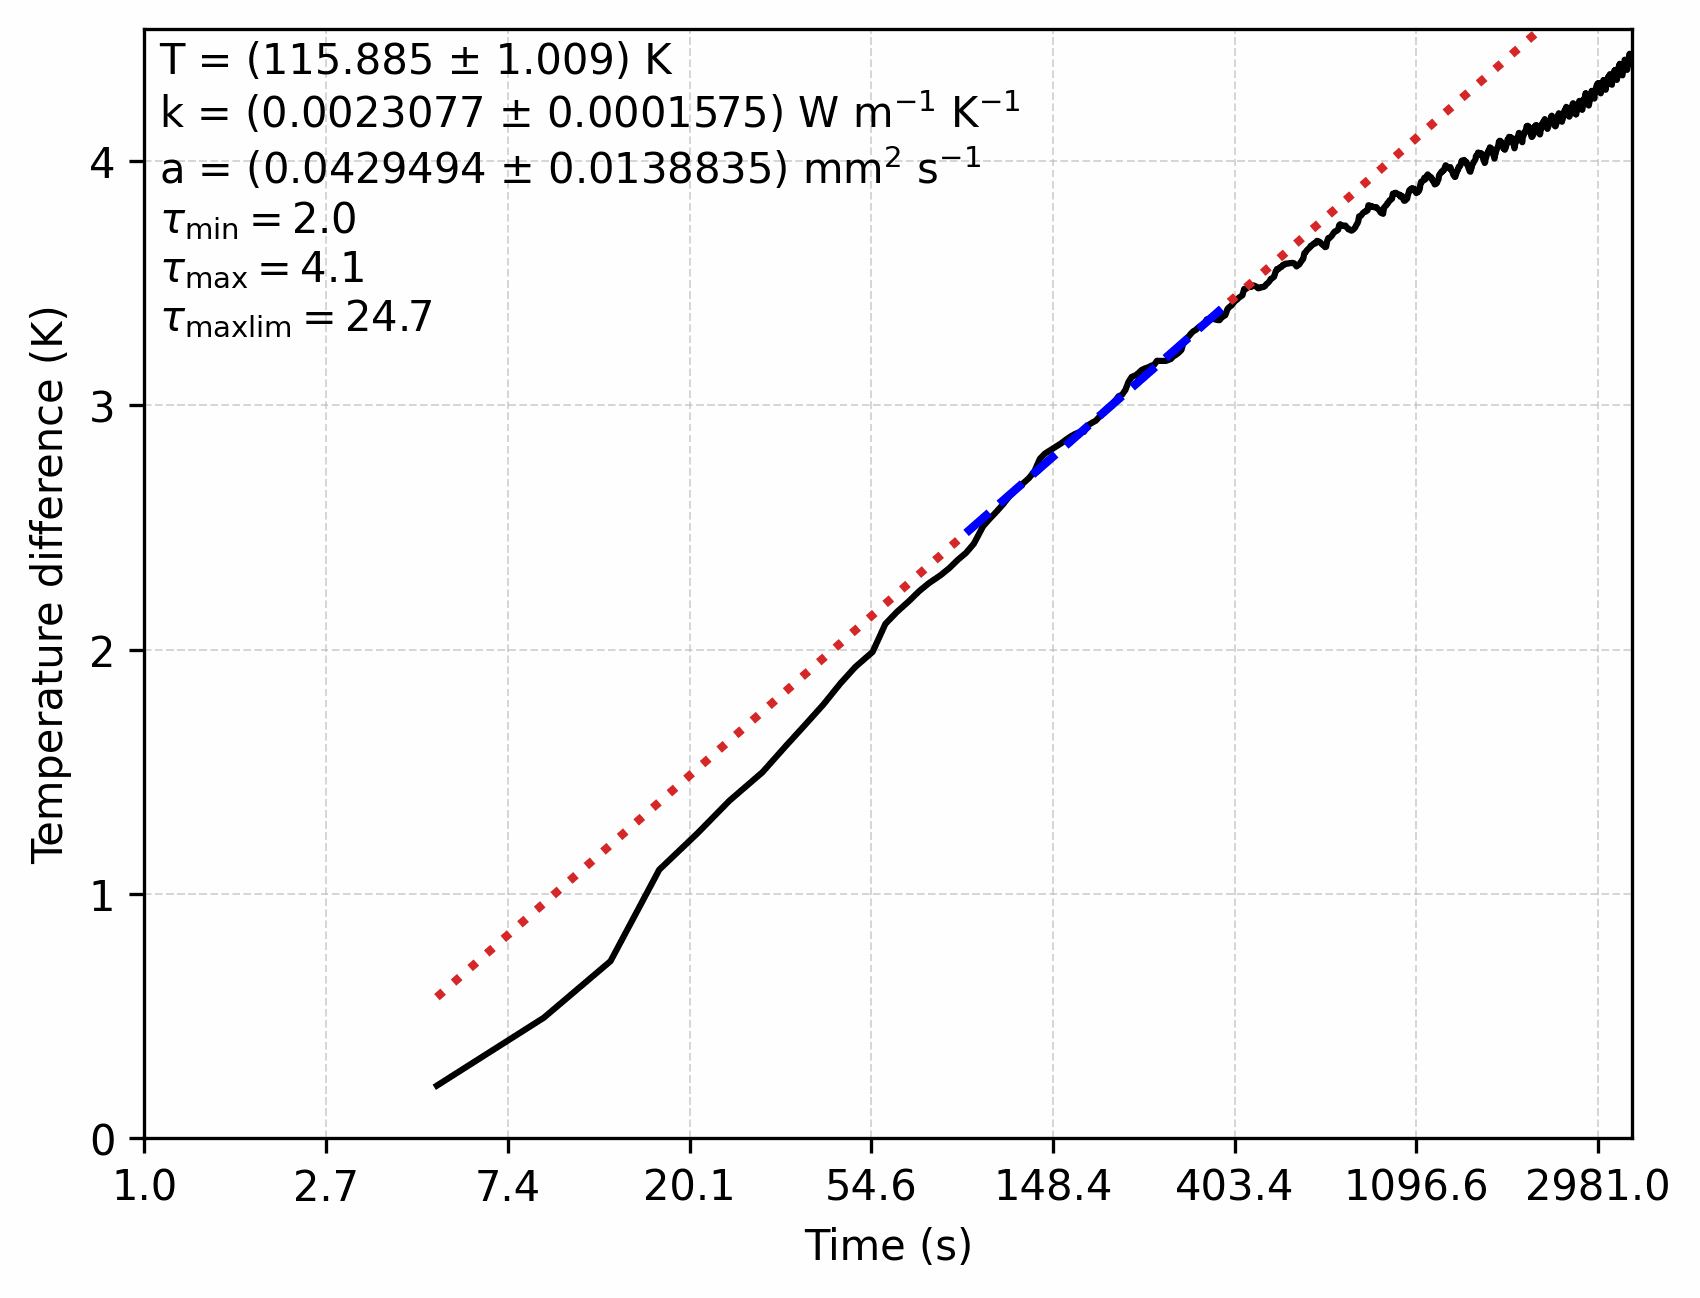 T = (115.885 ± 1.009) K
k = (0.0023077 ± 0.0001575) W m⁻¹ K⁻¹
a = (0.0429494 ± 0.0138835) mm² s⁻¹
τmin = 2.0
τmax = 4.1
τmaxlim = 24.7
Temperature difference (K)
4
3
2
1
0
1.0 2.7 7.4 20.1 54.6 148.4 403.4 1096.6 2981.0
Time (s)